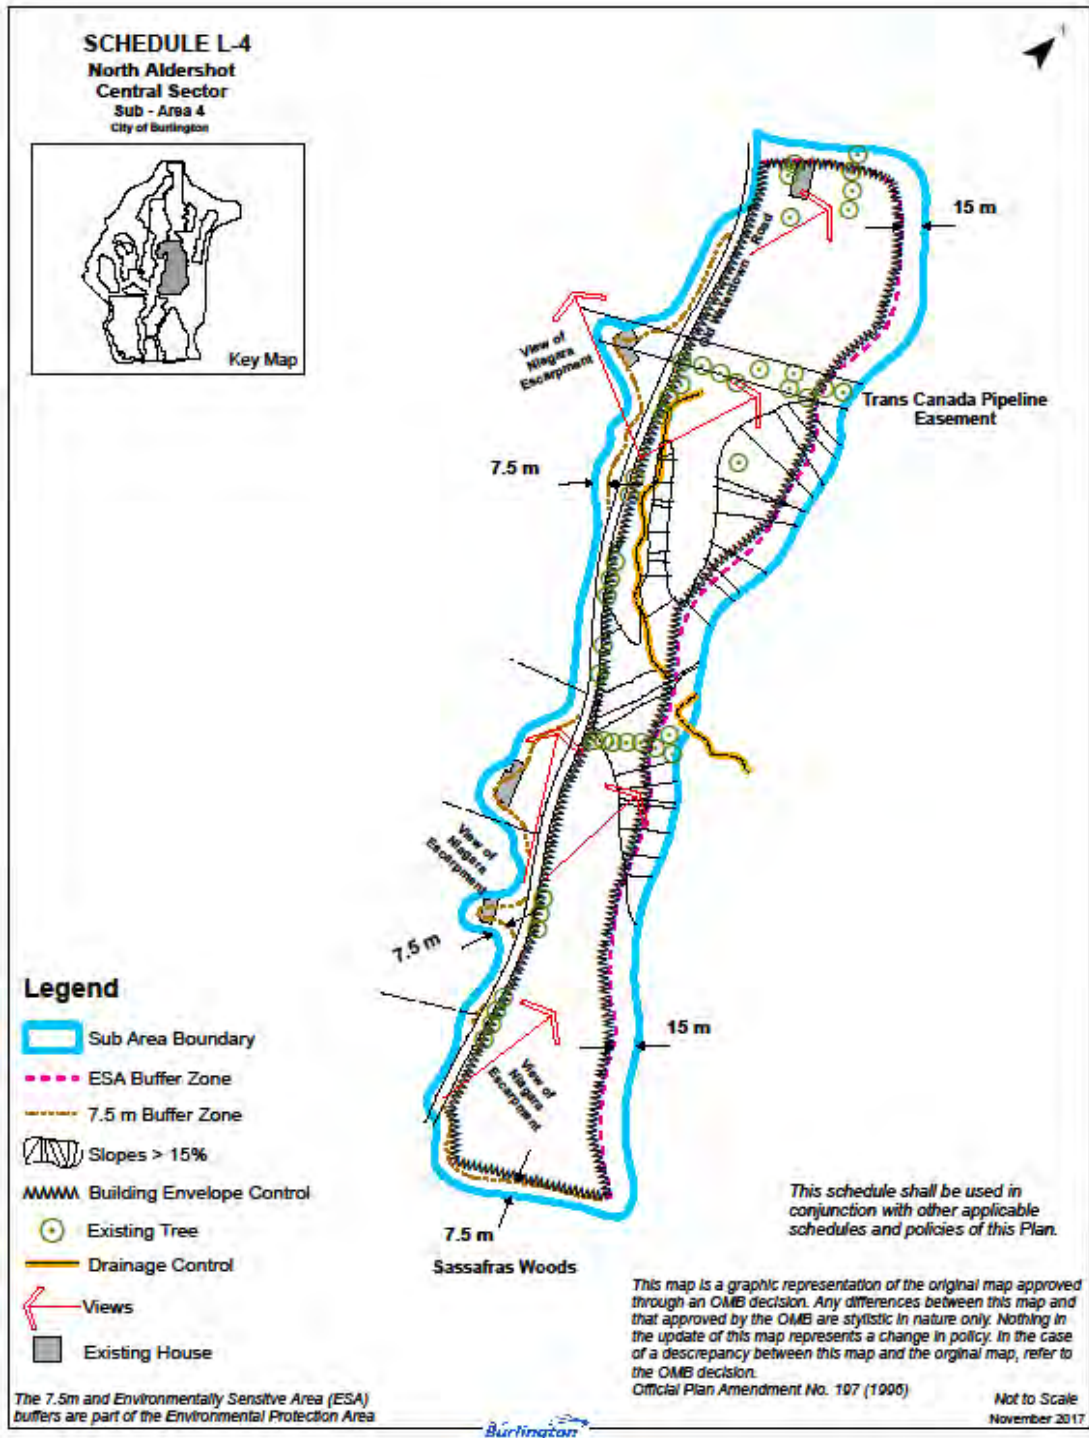 SCHEDULE L-4
North Aldershot
Central Sector
Sub - Area 4
City of Burlington
Key Map
15 m
Old Waterdown Road
View of
Niagara
Escarpment
Trans Canada Pipeline
Easement
7.5 m
View of
Niagara
Escarpment
7.5 m
15 m
View of
Niagara
Escarpment
7.5 m
Sassafras Woods
Legend
Sub Area Boundary
ESA Buffer Zone
7.5 m Buffer Zone
Slopes > 15%
Building Envelope Control
Existing Tree
Drainage Control
Views
Existing House
The 7.5m and Environmentally Sensitve Area (ESA)
buffers are part of the Environmental Protection Area
This schedule shall be used in
conjunction with other applicable
schedules and policies of this Plan.
This map is a graphic representation of the original map approved
through an OMB decision. Any differences between this map and
that approved by the OMB are stylistic in nature only. Nothing in
the update of this map represents a change in policy. In the case
of a descrepancy between this map and the orginal map, refer to
the OMB decision.
Official Plan Amendment No. 197 (1996)
Not to Scale
November 2017
Burlington